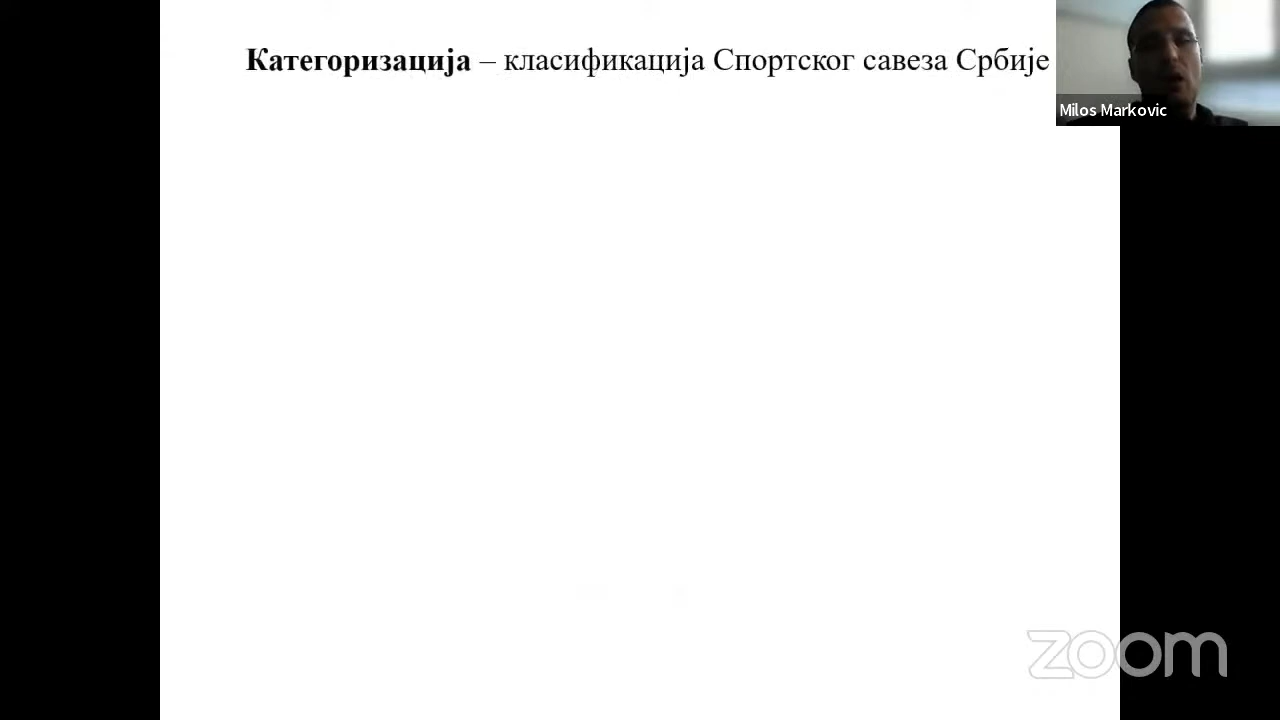 Категоризација – класификација Спортског савеза Србије
Milos Markovic
zoom